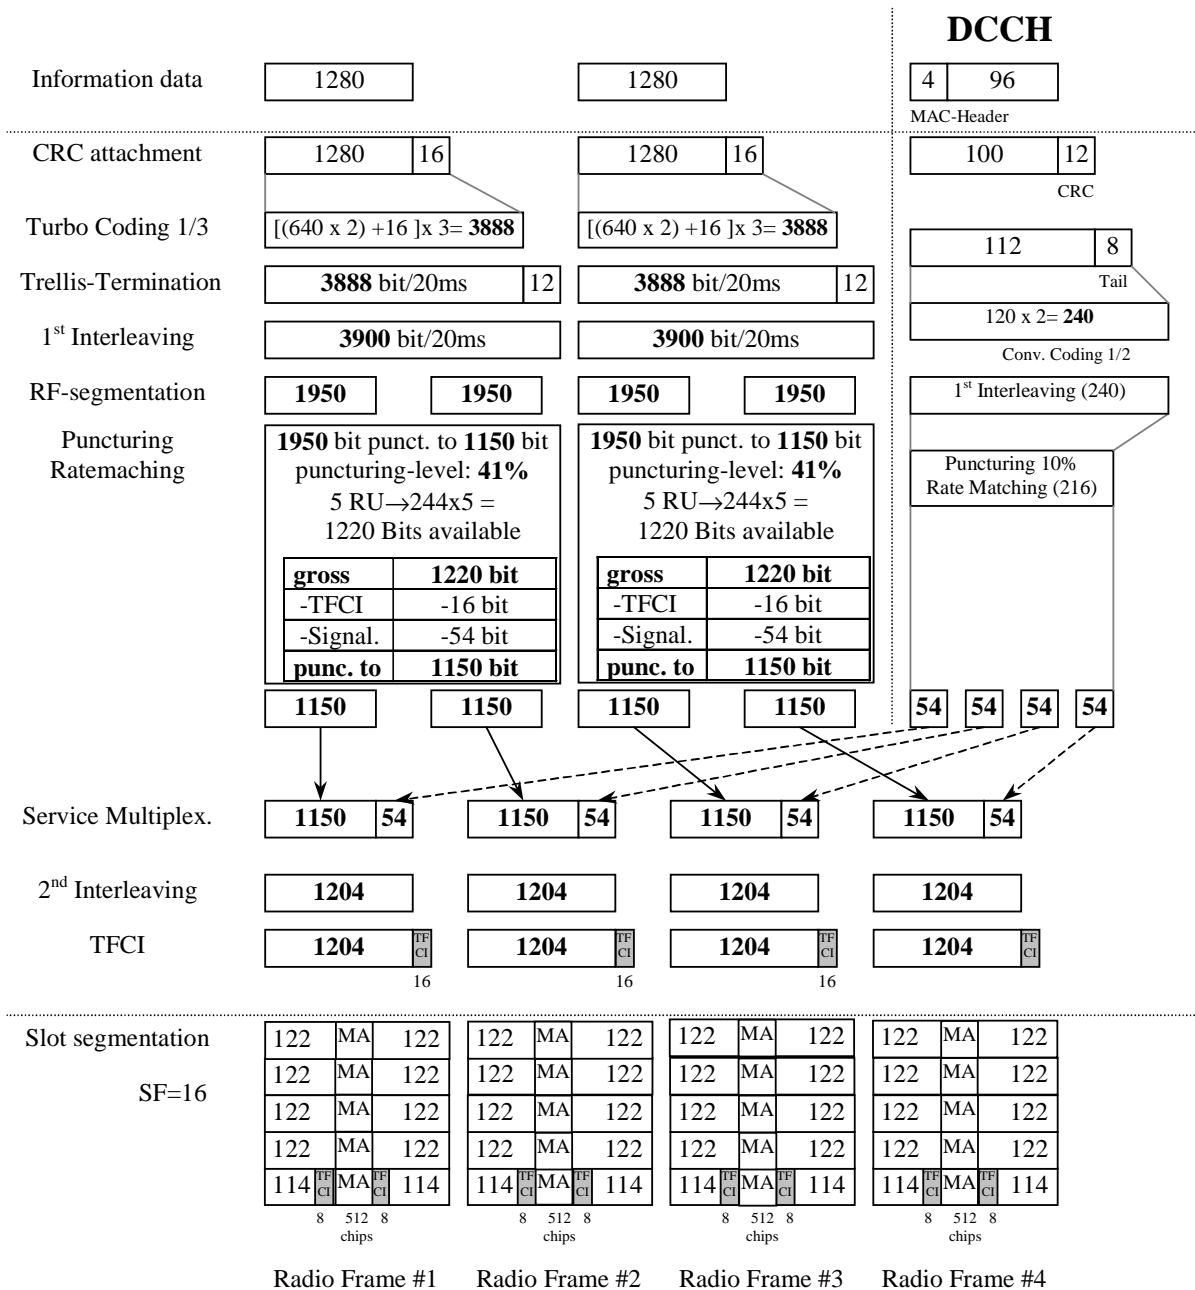 DCCH
Information data 1280 1280 4 96
MAC-Header
CRC attachment 1280 16 1280 16 100 12
CRC
Turbo Coding 1/3 [(640 x 2) +16 ]x 3= 3888 [(640 x 2) +16 ]x 3= 3888
112 8
Trellis-Termination 3888 bit/20ms 12 3888 bit/20ms 12
Tail
120 x 2= 240
1st Interleaving 3900 bit/20ms 3900 bit/20ms
Conv. Coding 1/2
RF-segmentation 1950 1950 1950 1950 1st Interleaving (240)
Puncturing 1950 bit punct. to 1150 bit 1950 bit punct. to 1150 bit
Ratemaching puncturing-level: 41% puncturing-level: 41% Puncturing 10%
Rate Matching (216)
5 RU→244x5 = 5 RU→244x5 =
1220 Bits available 1220 Bits available
gross 1220 bit gross 1220 bit
-TFCI -16 bit -TFCI -16 bit
-Signal. -54 bit -Signal. -54 bit
punc. to 1150 bit punc. to 1150 bit
1150 1150 1150 1150 54 54 54 54
Service Multiplex. 1150 54 1150 54 1150 54 1150 54
2nd Interleaving 1204 1204 1204 1204
TFCI 1204 TF CI 1204 TF CI 1204 TF CI 1204 TF CI
16 16 16
Slot segmentation 122 MA 122 122 MA 122 122 MA 122 122 MA 122
122 MA 122 122 MA 122 122 MA 122 122 MA 122
SF=16
122 MA 122 122 MA 122 122 MA 122 122 MA 122
122 MA 122 122 MA 122 122 MA 122 122 MA 122
114 TF CI MA TF CI 114 114 TF CI MA TF CI 114 114 TF CI MA TF CI 114 114 TF CI MA TF CI 114
8 512 8 8 512 8 8 512 8 8 512 8
chips chips chips chips
Radio Frame #1 Radio Frame #2 Radio Frame #3 Radio Frame #4